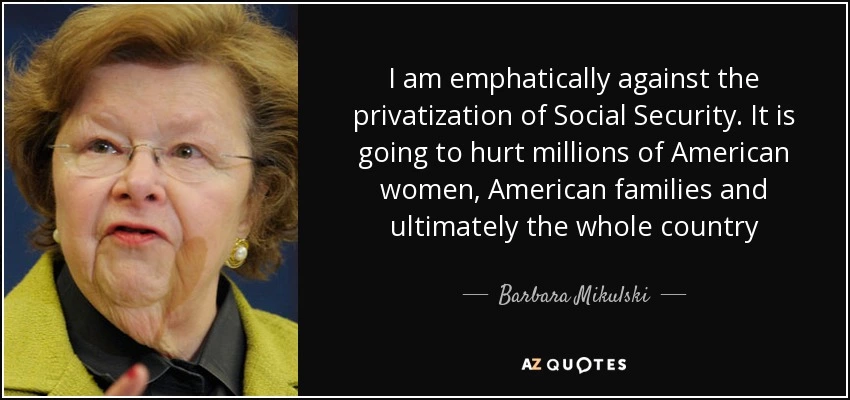 I am emphatically against the
privatization of Social Security. It is
going to hurt millions of American
women, American families and
ultimately the whole country
Barbara Mikulski
AZ QUOTES